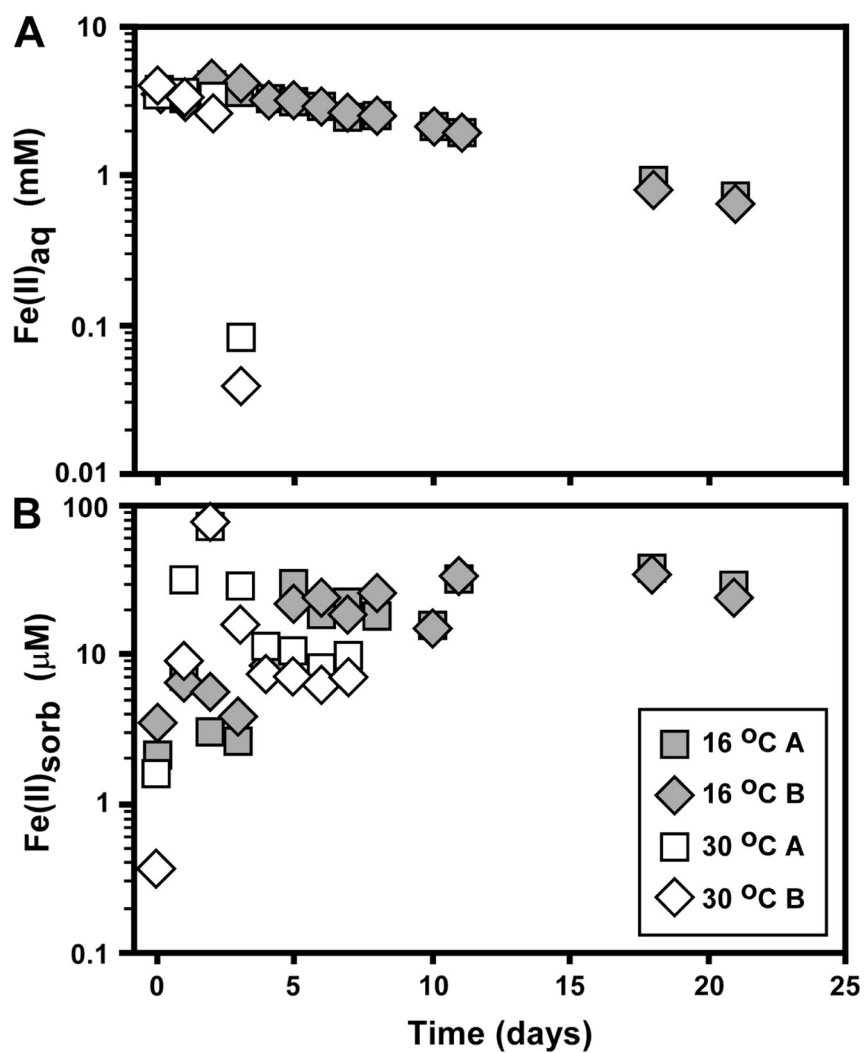 A
10
1
0.1
0.01
Fe(II)aq (mM)
B
100
10
1
0.1
Fe(II)sorb (μM)
16 ºC A
16 ºC B
30 ºC A
30 ºC B
0 5 10 15 20 25
Time (days)